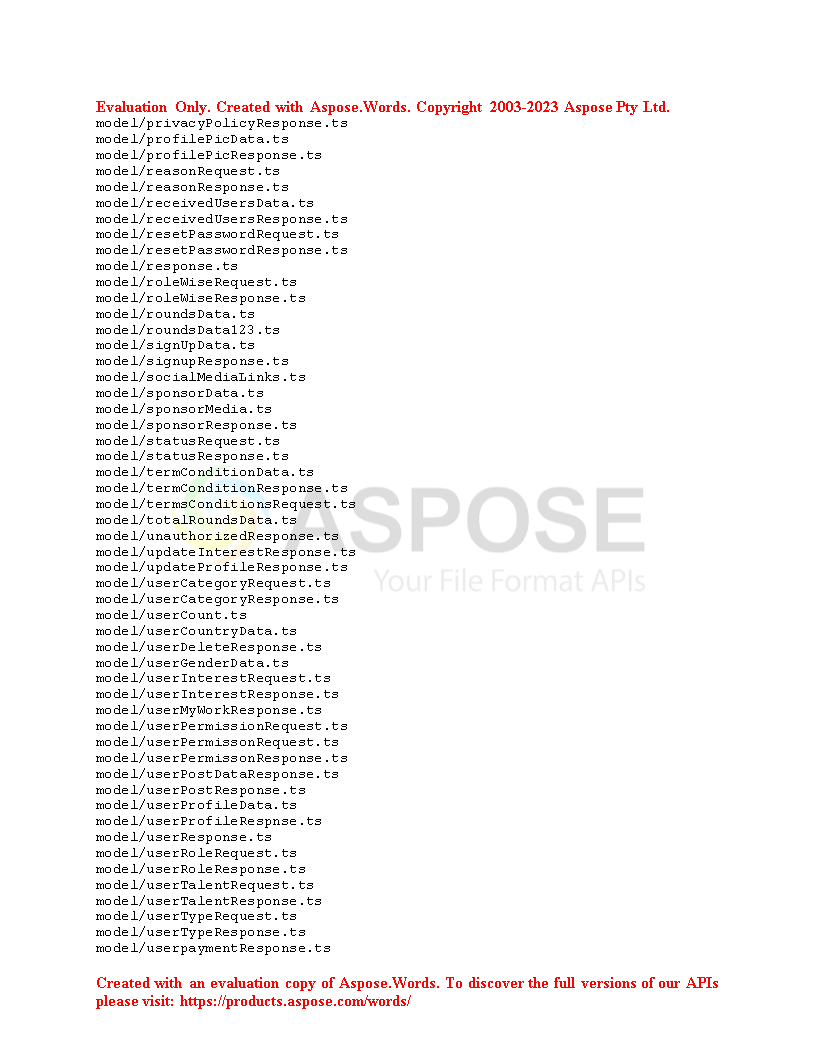 Evaluation Only. Created with Aspose.Words. Copyright 2003-2023 Aspose Pty Ltd.
model/privacyPolicyResponse.ts
model/profilePicData.ts
model/profilePicResponse.ts
model/reasonRequest.ts
model/reasonResponse.ts
model/receivedUsersData.ts
model/receivedUsersResponse.ts
model/resetPasswordRequest.ts
model/resetPasswordResponse.ts
model/response.ts
model/roleWiseRequest.ts
model/roleWiseResponse.ts
model/roundsData.ts
model/roundsData123.ts
model/signUpData.ts
model/signupResponse.ts
model/socialMediaLinks.ts
model/sponsorData.ts
model/sponsorMedia.ts
model/sponsorResponse.ts
model/statusRequest.ts
model/statusResponse.ts
model/termConditionData.ts
model/termConditionResponse.ts
model/termsConditionsRequest.ts
model/totalRoundsData.ts
model/unauthorizedResponse.ts
model/updateInterestResponse.ts
model/updateProfileResponse.ts
model/userCategoryRequest.ts
model/userCategoryResponse.ts
model/userCount.ts
model/userCountryData.ts
model/userDeleteResponse.ts
model/userGenderData.ts
model/userInterestRequest.ts
model/userInterestResponse.ts
model/userMyWorkResponse.ts
model/userPermissionRequest.ts
model/userPermissonRequest.ts
model/userPermissonResponse.ts
model/userPostDataResponse.ts
model/userPostResponse.ts
model/userProfileData.ts
model/userProfileRespnse.ts
model/userResponse.ts
model/userRoleRequest.ts
model/userRoleResponse.ts
model/userTalentRequest.ts
model/userTalentResponse.ts
model/userTypeRequest.ts
model/userTypeResponse.ts
model/userpaymentResponse.ts
ASPOSE
Your File Format APIs
Created with an evaluation copy of Aspose.Words. To discover the full versions of our APIs
please visit: https://products.aspose.com/words/